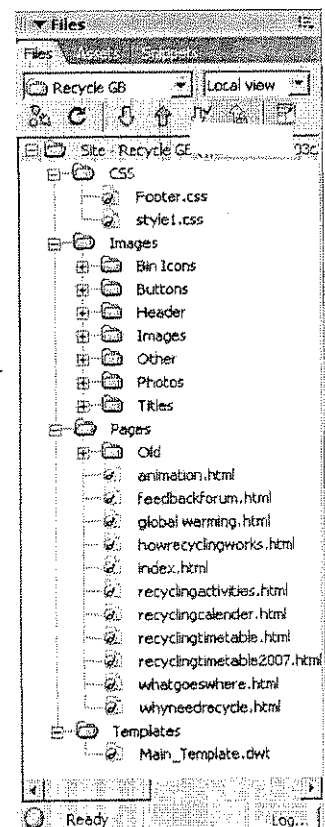 Files
Files Assets Snippets
Recycle GB Local view
Site - Recycle GB
CSS
Footer.css
style1.css
Images
Bin Icons
Buttons
Header
Images
Other
Photos
Titles
Pages
Old
animation.html
feedbackforum.html
global warming.html
howrecyclingworks.html
index.html
recyclingactivities.html
recyclingcalender.html
recyclingtimetable.html
recyclingtimetable2007.html
whatgoeswhere.html
whyneedrecycle.html
Templates
Main_Template.dwt
Ready Log...